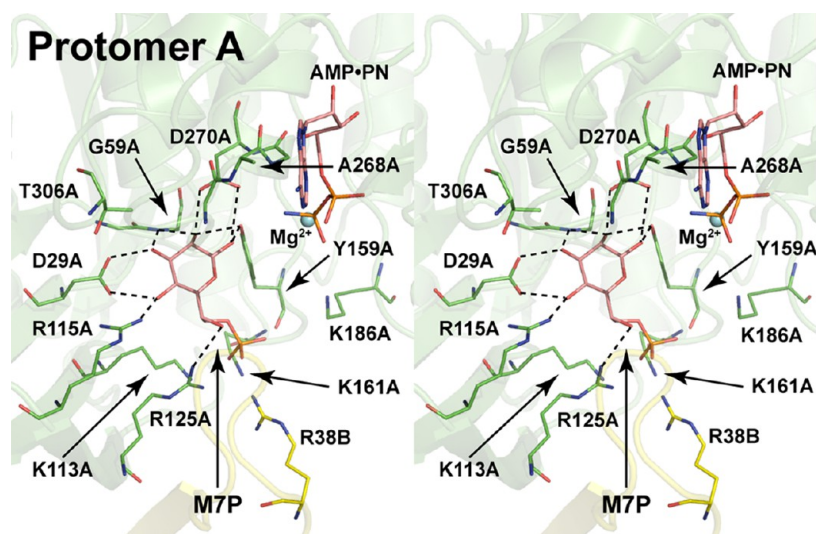 Protomer A
AMP•PN
D270A
G59A
A268A
T306A
Mg2+
D29A
Y159A
R115A
K186A
K161A
R125A
R38B
K113A
M7P
AMP•PN
D270A
G59A
A268A
T306A
Mg2+
D29A
Y159A
R115A
K186A
K161A
R125A
R38B
K113A
M7P